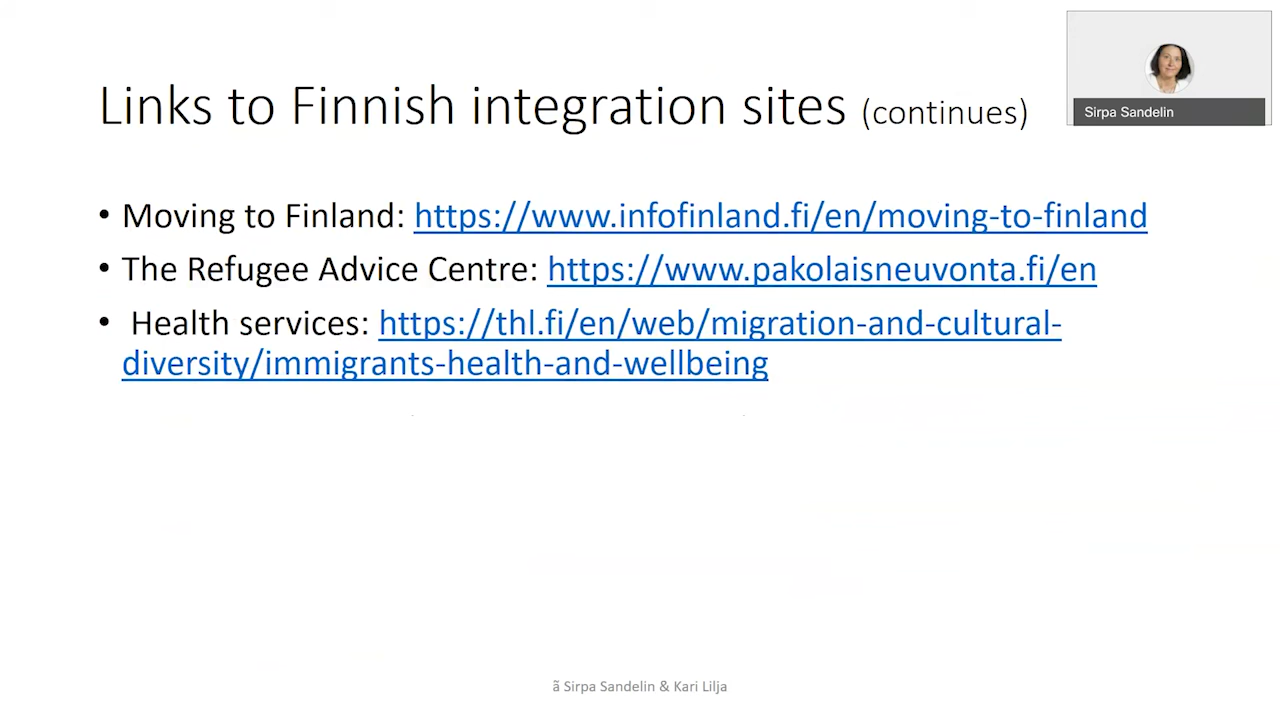 Links to Finnish integration sites (continues)
Sirpa Sandelin
• Moving to Finland: https://www.infofinland.fi/en/moving-to-finland
• The Refugee Advice Centre: https://www.pakolaisneuvonta.fi/en
• Health services: https://thl.fi/en/web/migration-and-cultural-
diversity/immigrants-health-and-wellbeing
ã Sirpa Sandelin & Kari Lilja